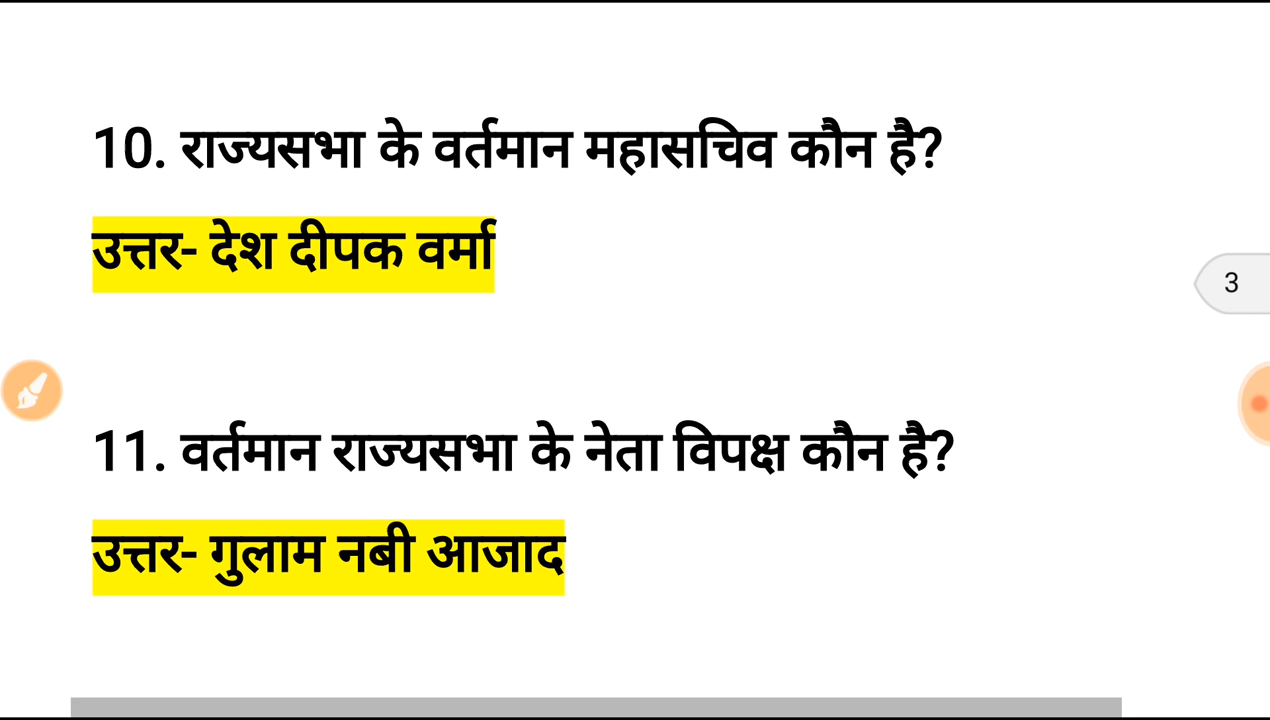 10. राज्यसभा के वर्तमान महासचिव कौन है?
उत्तर- देश दीपक वर्मा
3
11. वर्तमान राज्यसभा के नेता विपक्ष कौन है?
उत्तर- गुलाम नबी आजाद